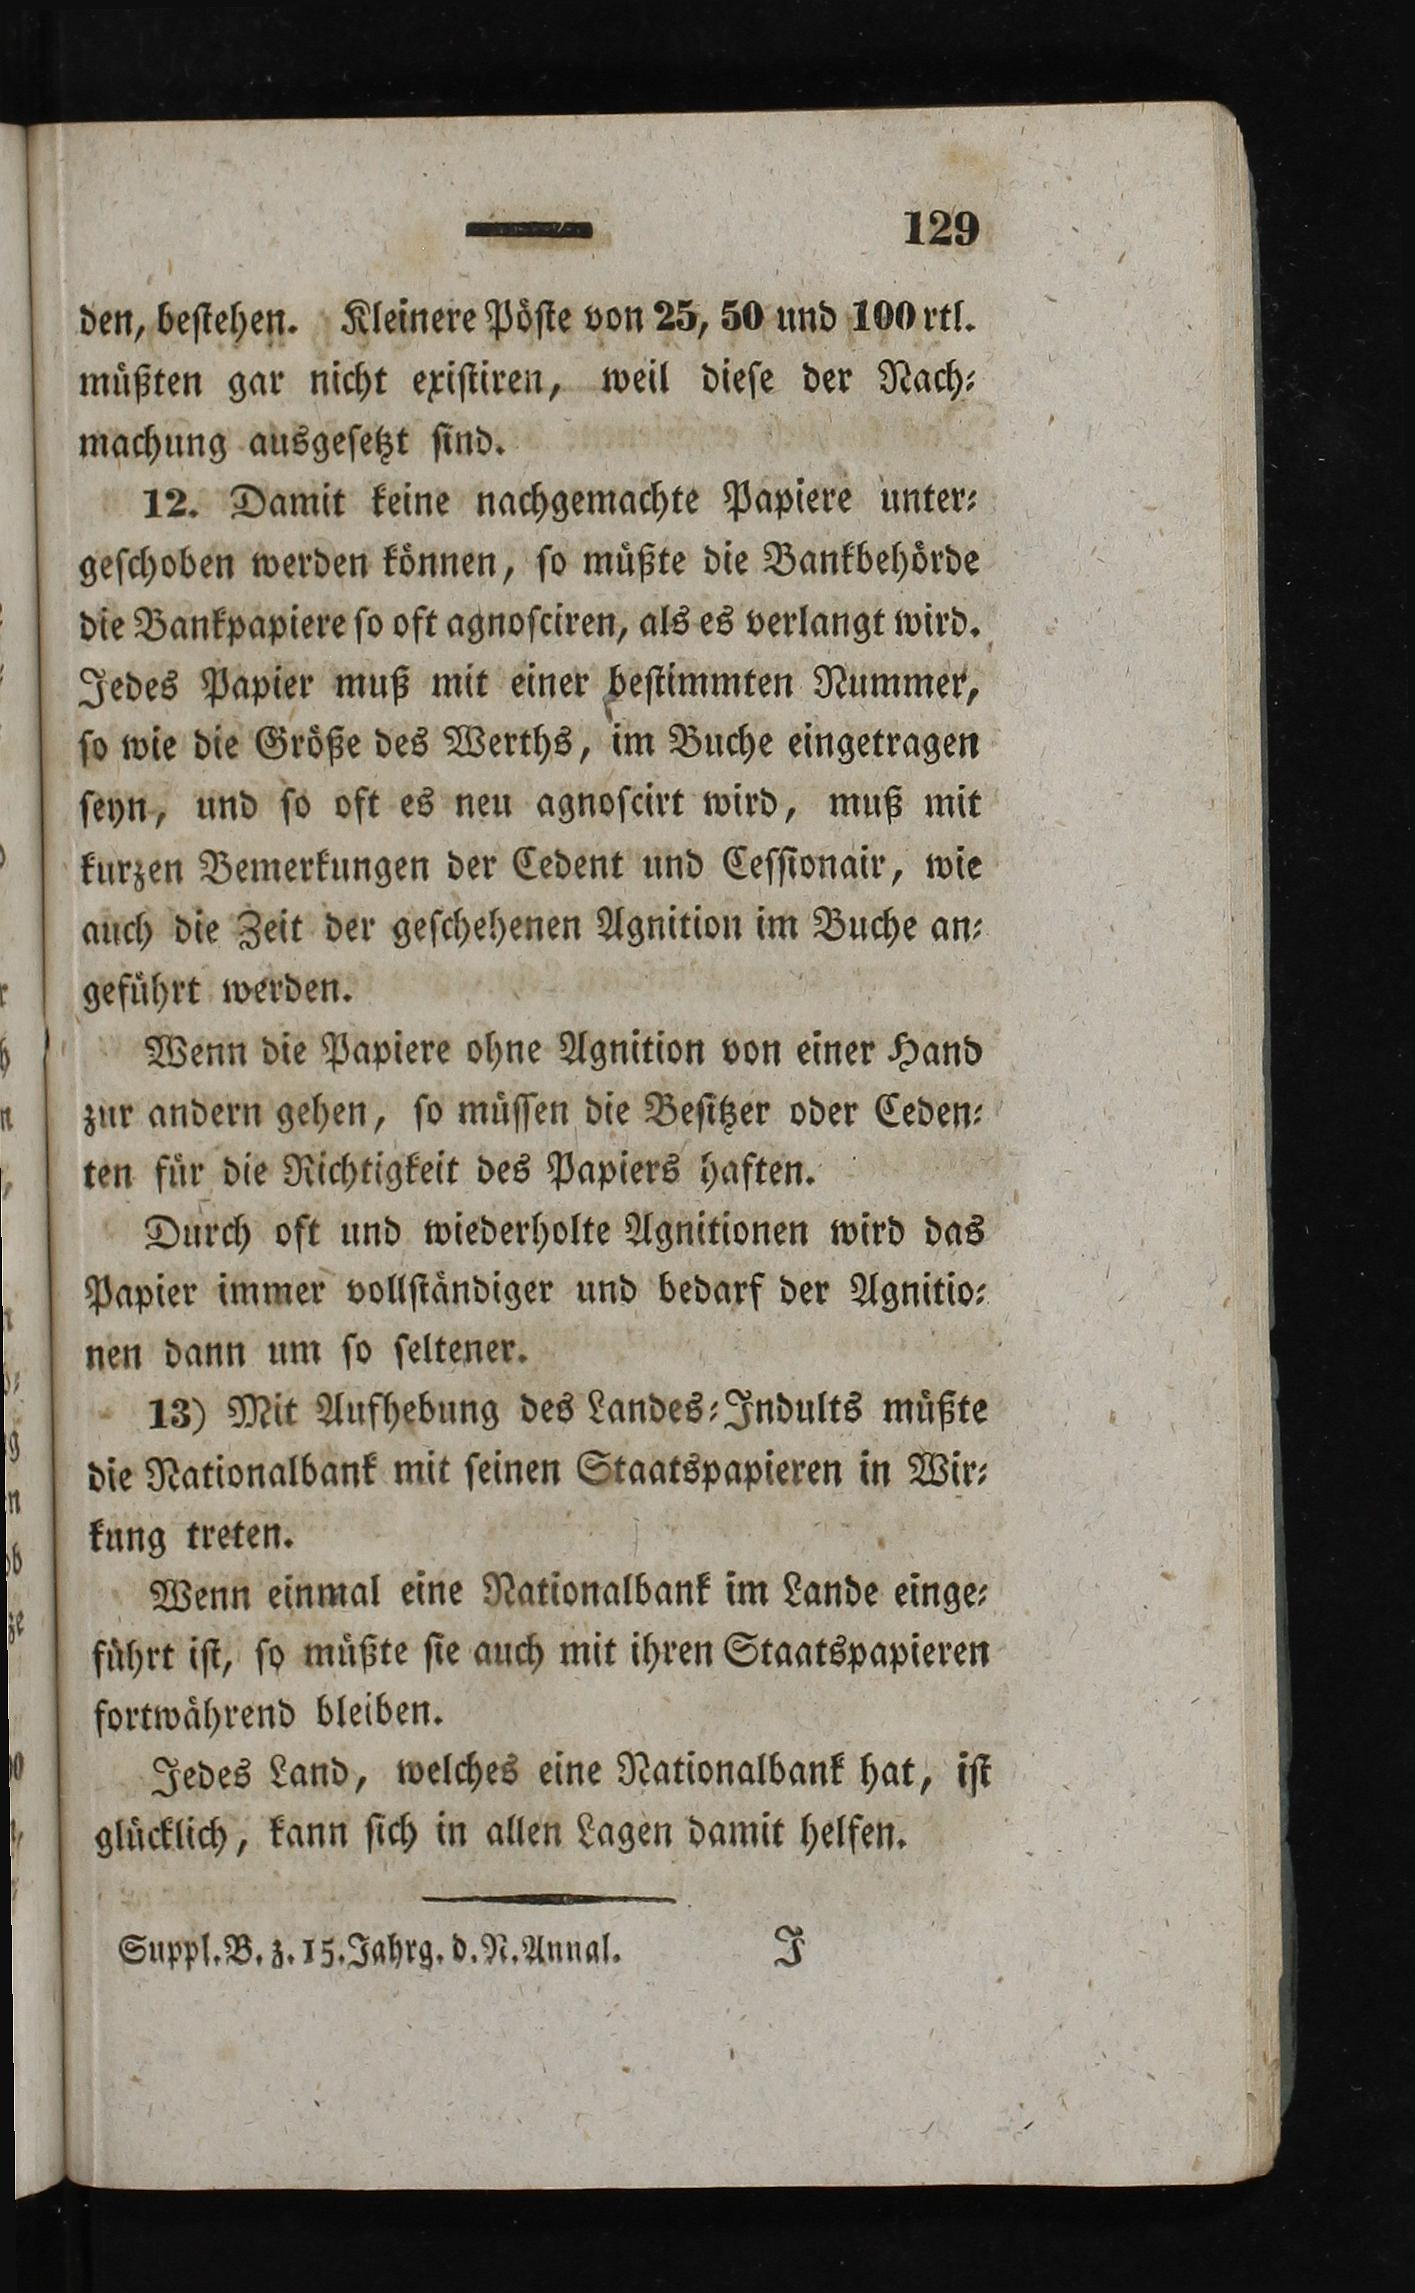 129
den, bestehen. Kleinere Pöste von 25, 50 und 100 rtl.
müßten gar nicht existiren, weil diese der Nach-
machung ausgesetzt sind.
12. Damit keine nachgemachte Papiere unter-
geschoben werden können, so müßte die Bankbehörde
die Bankpapiere so oft agnosciren, als es verlangt wird.
Jedes Papier muß mit einer bestimmten Nummer,
so wie die Größe des Werths, im Buche eingetragen
seyn, und so oft es neu agnoscirt wird, muß mit
kurzen Bemerkungen der Cedent und Cessionair, wie
auch die Zeit der geschehenen Agnition im Buche an-
geführt werden.
Wenn die Papiere ohne Agnition von einer Hand
zur andern gehen, so müssen die Besitzer oder Ceden-
ten für die Richtigkeit des Papiers haften.
Durch oft und wiederholte Agnitionen wird das
Papier immer vollständiger und bedarf der Agnitio-
nen dann um so seltener.
13) Mit Aufhebung des Landes-Indults müßte
die Nationalbank mit seinen Staatspapieren in Wir-
kung treten.
Wenn einmal eine Nationalbank im Lande einge-
führt ist, so müßte sie auch mit ihren Staatspapieren
fortwährend bleiben.
Jedes Land, welches eine Nationalbank hat, ist
glücklich, kann sich in allen Lagen damit helfen.
Suppl. B. z. 15. Jahrg. d. N. Annal. J